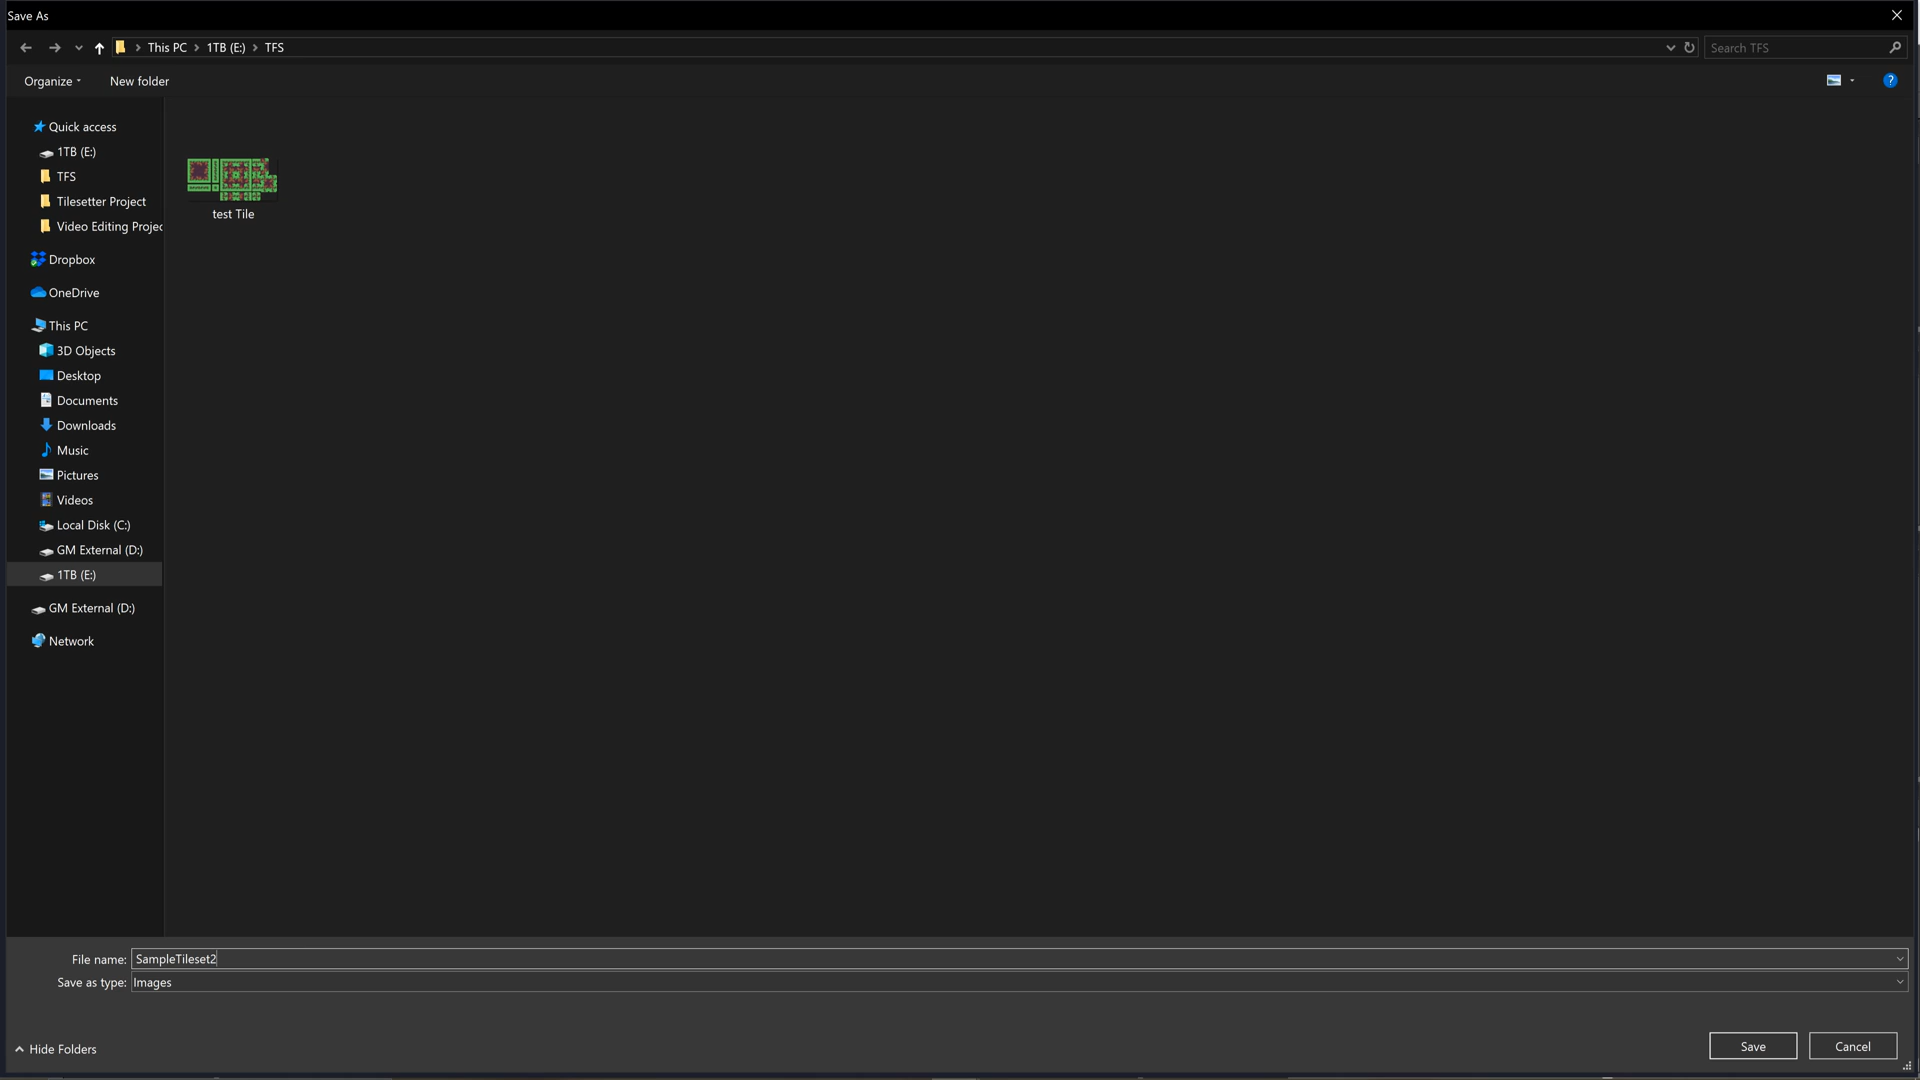 Save As
This PC > 1TB (E:) > TFS
Search TFS
Organize
New folder
?
Quick access
1TB (E:)
TFS
Tilesetter Project
Video Editing Projec
Dropbox
OneDrive
This PC
3D Objects
Desktop
Documents
Downloads
Music
Pictures
Videos
Local Disk (C:)
GM External (D:)
1TB (E:)
GM External (D:)
Network
test Tile
File name: SampleTileset2
Save as type: Images
Hide Folders
Save
Cancel